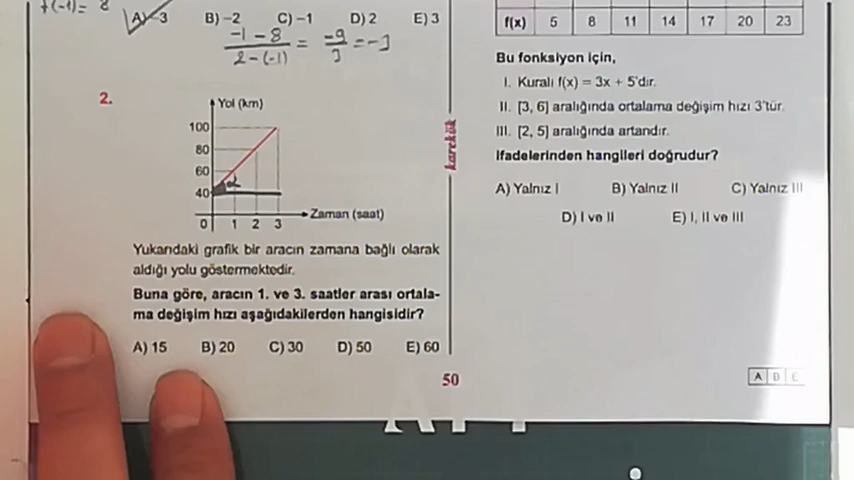 f(-1)= 8
A) -3 B) -2 C) -1 D) 2 E) 3
-1 - 8 / 2 - (-1) = -9 / 3 = -3
2.
Yol (km)
100
80
60
40
0 1 2 3 Zaman (saat)
α
Yukarıdaki grafik bir aracın zamana bağlı olarak
aldığı yolu göstermektedir.
Buna göre, aracın 1. ve 3. saatler arası ortala-
ma değişim hızı aşağıdakilerden hangisidir?
A) 15 B) 20 C) 30 D) 50 E) 60
karekök
50
f(x) 5 8 11 14 17 20 23
Bu fonksiyon için,
I. Kuralı f(x) = 3x + 5'dir.
II. [3, 6] aralığında ortalama değişim hızı 3'tür.
III. [2, 5] aralığında artandır.
Ifadelerinden hangileri doğrudur?
A) Yalnız I B) Yalnız II C) Yalnız III
D) I ve II E) I, II ve III
A B E